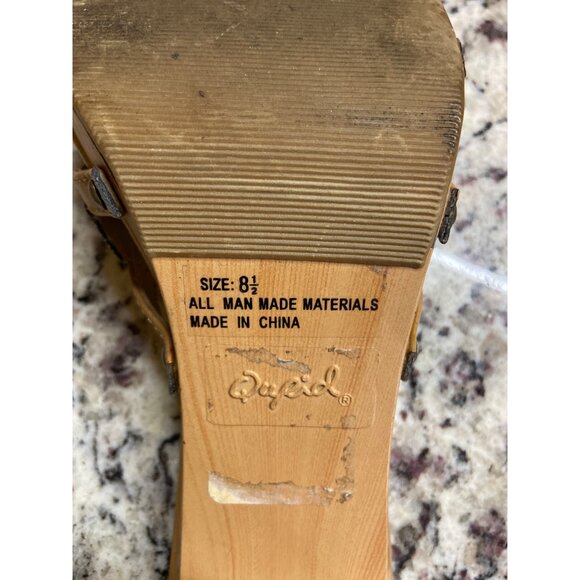 SIZE: 8½
ALL MAN MADE MATERIALS
MADE IN CHINA
Qupid®